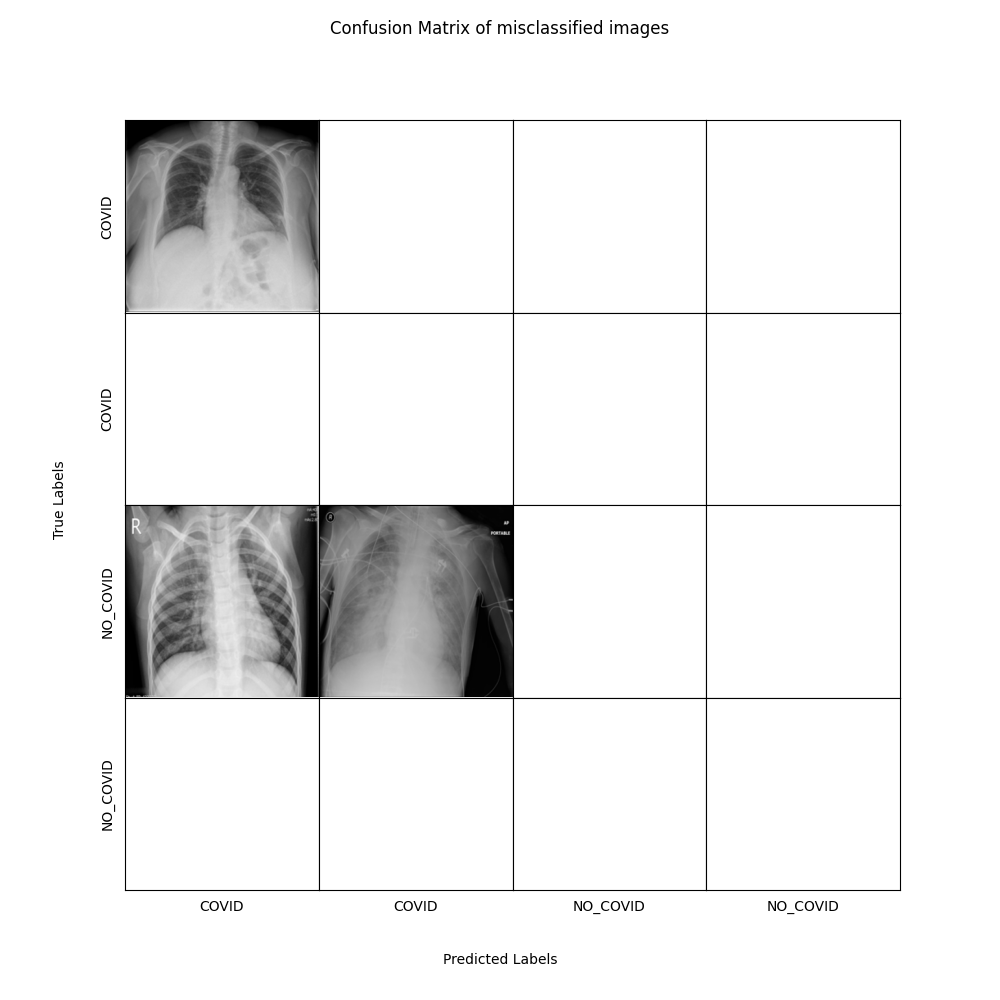 Confusion Matrix of misclassified images
COVID
COVID
True Labels
NO_COVID
R
R
AP
PORTABLE
NO_COVID
COVID
COVID
NO_COVID
NO_COVID
Predicted Labels